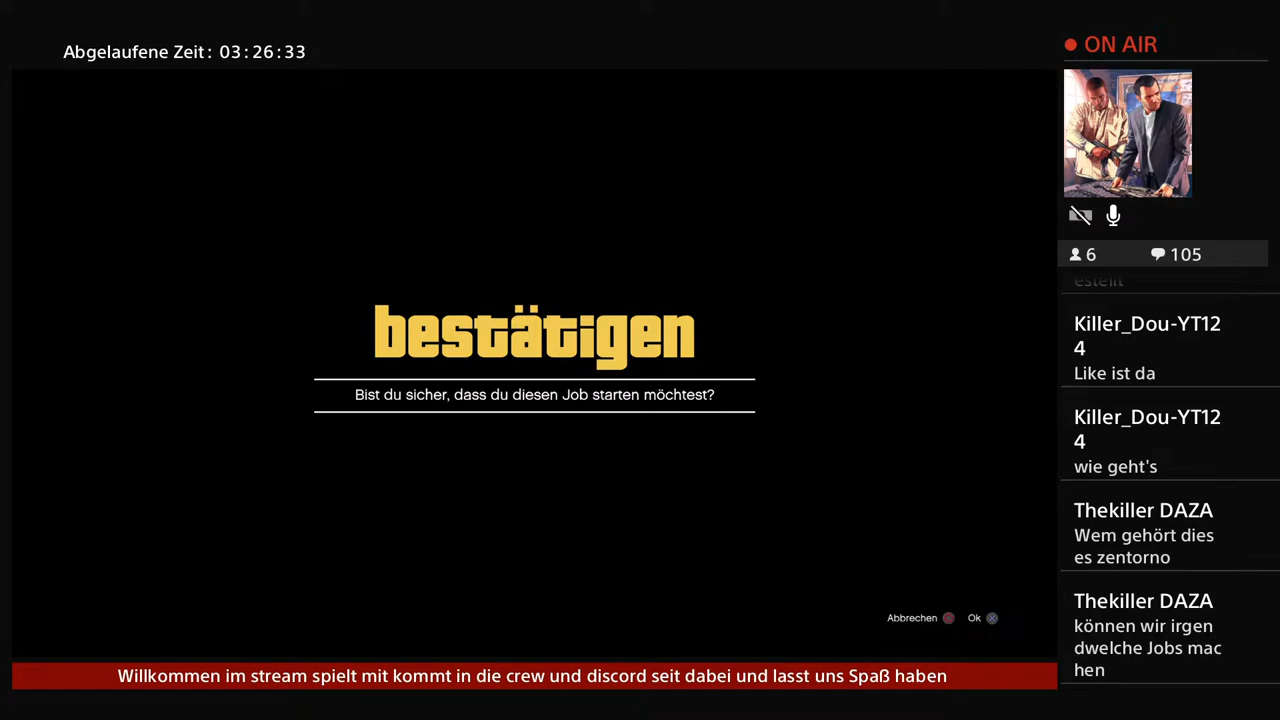 Abgelaufene Zeit: 03:26:33
ON AIR
6
105
estellt
Killer_Dou-YT12
4
Like ist da
Killer_Dou-YT12
4
wie geht's
Thekiller DAZA
Wem gehört dies
es zentorno
Thekiller DAZA
können wir irgen
dwelche Jobs mac
hen
bestätigen
Bist du sicher, dass du diesen Job starten möchtest?
Abbrechen
Ok
Willkommen im stream spielt mit kommt in die crew und discord seit dabei und lasst uns Spaß haben